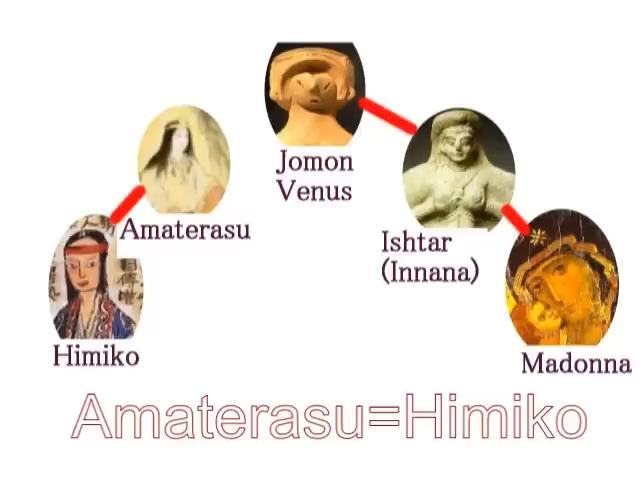 Jomon
Venus
Amaterasu
Ishtar
(Innana)
Himiko
Madonna
Amaterasu=Himiko